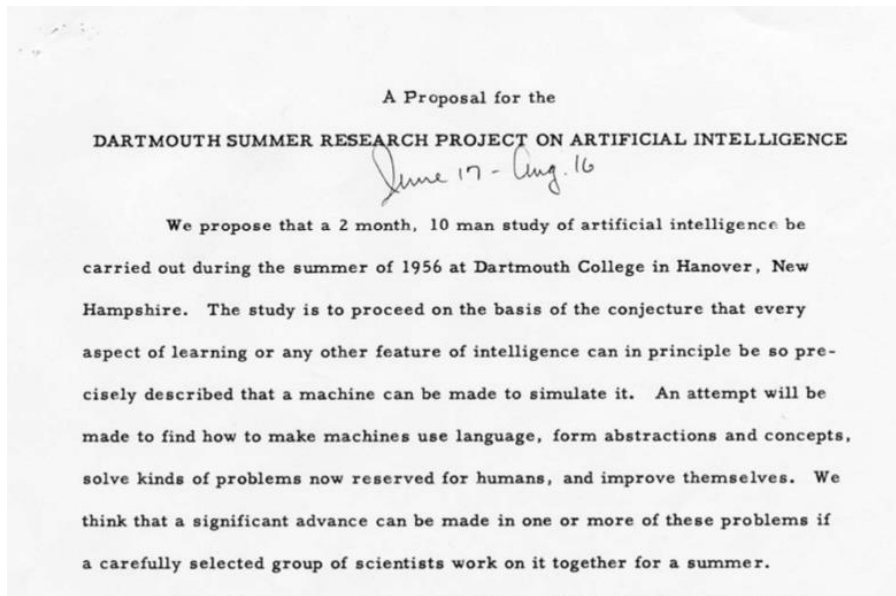 A Proposal for the
DARTMOUTH SUMMER RESEARCH PROJECT ON ARTIFICIAL INTELLIGENCE
June 17 - Aug. 16
We propose that a 2 month, 10 man study of artificial intelligence be
carried out during the summer of 1956 at Dartmouth College in Hanover, New
Hampshire. The study is to proceed on the basis of the conjecture that every
aspect of learning or any other feature of intelligence can in principle be so pre-
cisely described that a machine can be made to simulate it. An attempt will be
made to find how to make machines use language, form abstractions and concepts,
solve kinds of problems now reserved for humans, and improve themselves. We
think that a significant advance can be made in one or more of these problems if
a carefully selected group of scientists work on it together for a summer.